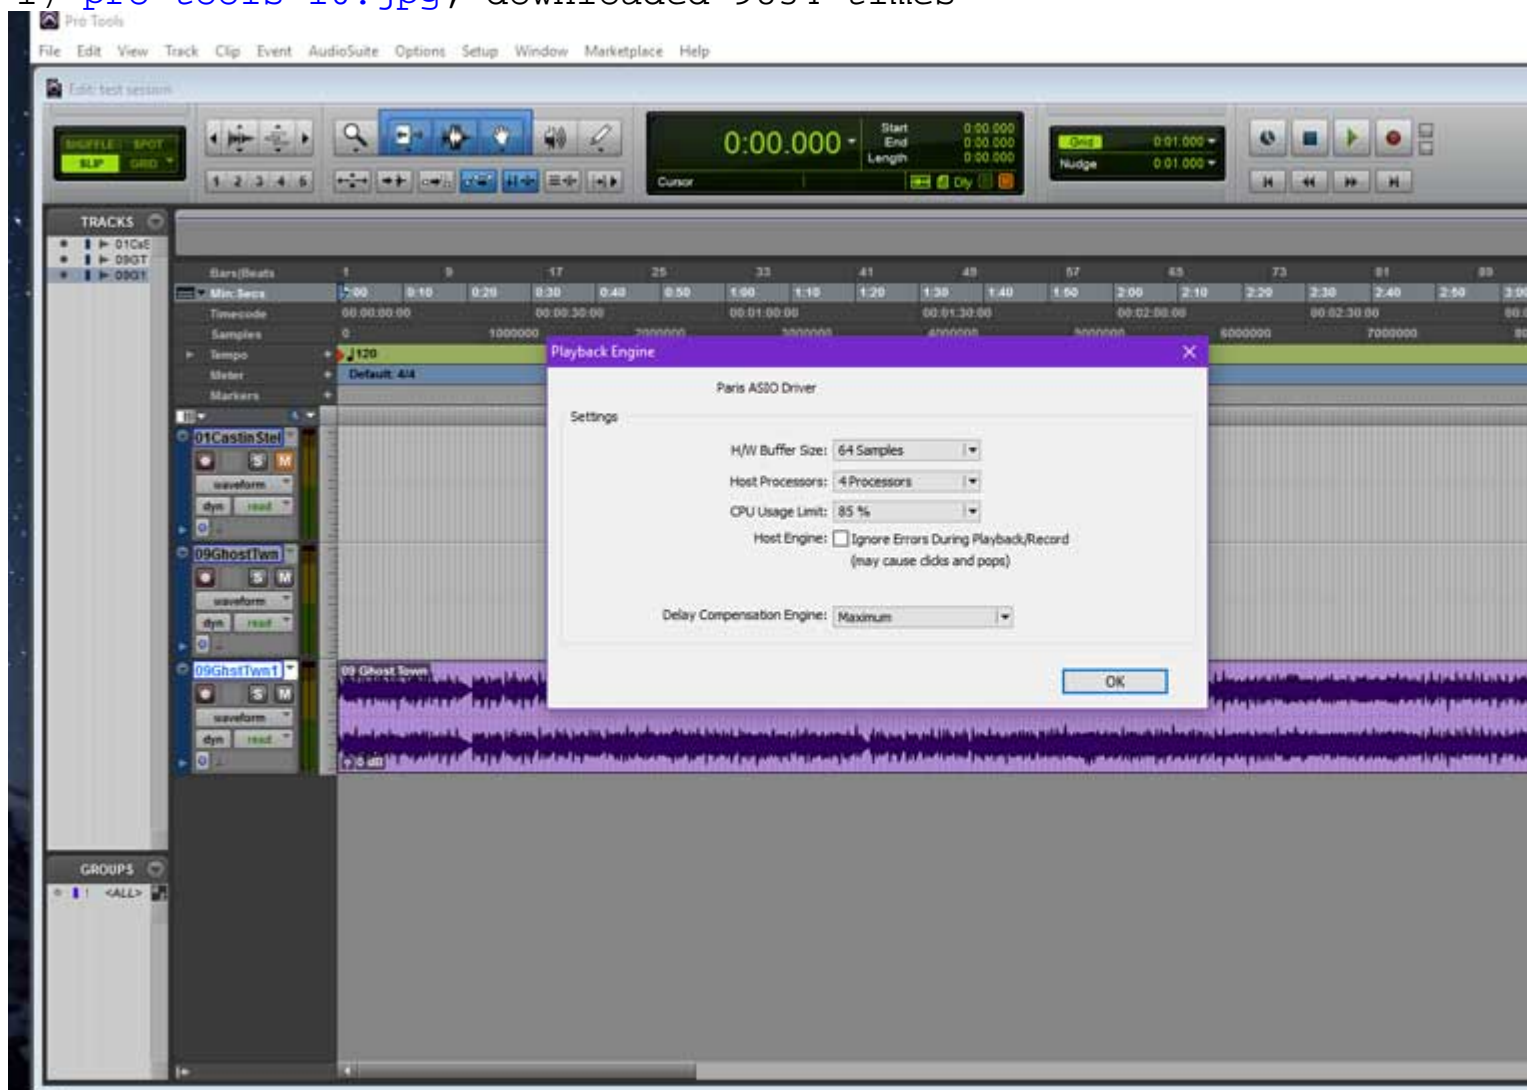 Pro Tools
File Edit View Track Clip Event AudioSuite Options Setup Window Marketplace Help
Edit: test session
SHUFFLE SPOT
SLIP GRID
1 2 3 4 5
0:00.000
Start 0:00.000
End 0:00.000
Length 0:00.000
Cursor
Dly
Grid 0:01.000
Nudge 0:01.000
TRACKS
01CsS
09GT
09G1
Bars|Beats 1 9 17 25 33 41 49 57 65 73 81 89
Min:Secs 0:00 0:10 0:20 0:30 0:40 0:50 1:00 1:10 1:20 1:30 1:40 1:50 2:00 2:10 2:20 2:30 2:40 2:50
Timecode 00:00:00:00 00:00:30:00 00:01:00:00 00:01:30:00 00:02:00:00 00:02:30:00
Samples 0 1000000 2000000 3000000 4000000 5000000 6000000 7000000
Tempo 120
Meter Default: 4/4
Markers
Playback Engine
Paris ASIO Driver
Settings
H/W Buffer Size: 64 Samples
Host Processors: 4 Processors
CPU Usage Limit: 85 %
Host Engine: Ignore Errors During Playback/Record
(may cause clicks and pops)
Delay Compensation Engine: Maximum
OK
01CastinStel
S M
waveform
dyn read
09GhostTwn
S M
waveform
dyn read
09GhstTwn1
S M
waveform
dyn read
09 Ghost Town
0 dB
GROUPS
! <ALL>